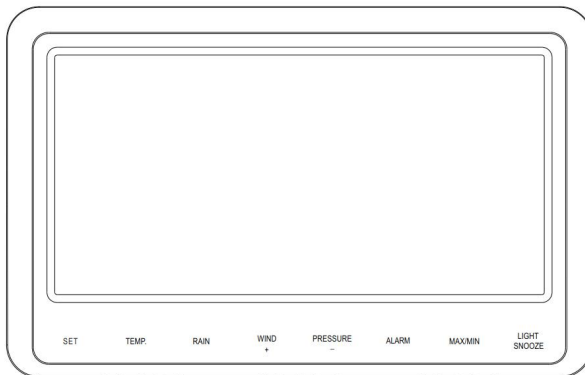 SET TEMP. RAIN WIND PRESSURE ALARM MAX/MIN LIGHT
+ – SNOOZE